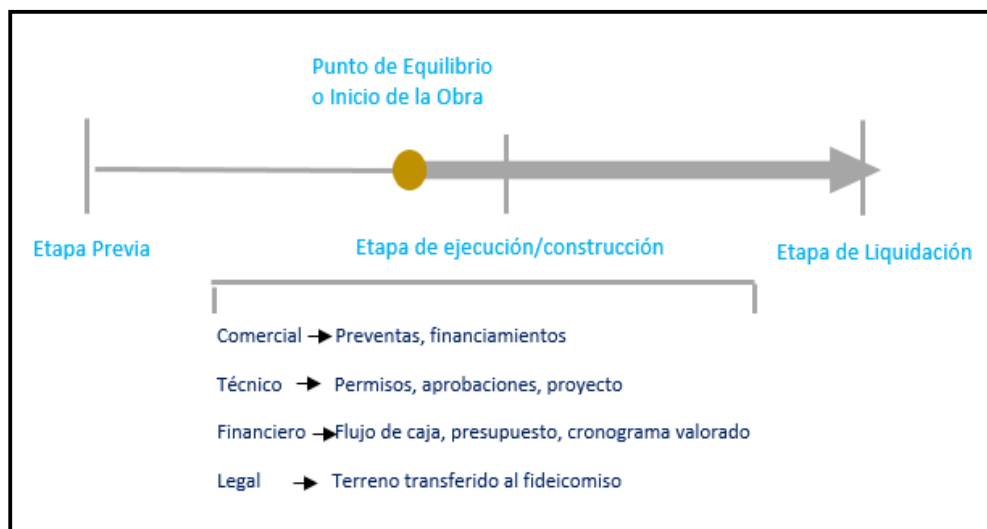 Punto de Equilibrio
o Inicio de la Obra
Etapa Previa
Etapa de ejecución/construcción
Etapa de Liquidación
Comercial → Preventas, financiamientos
Técnico → Permisos, aprobaciones, proyecto
Financiero → Flujo de caja, presupuesto, cronograma valorado
Legal → Terreno transferido al fideicomiso